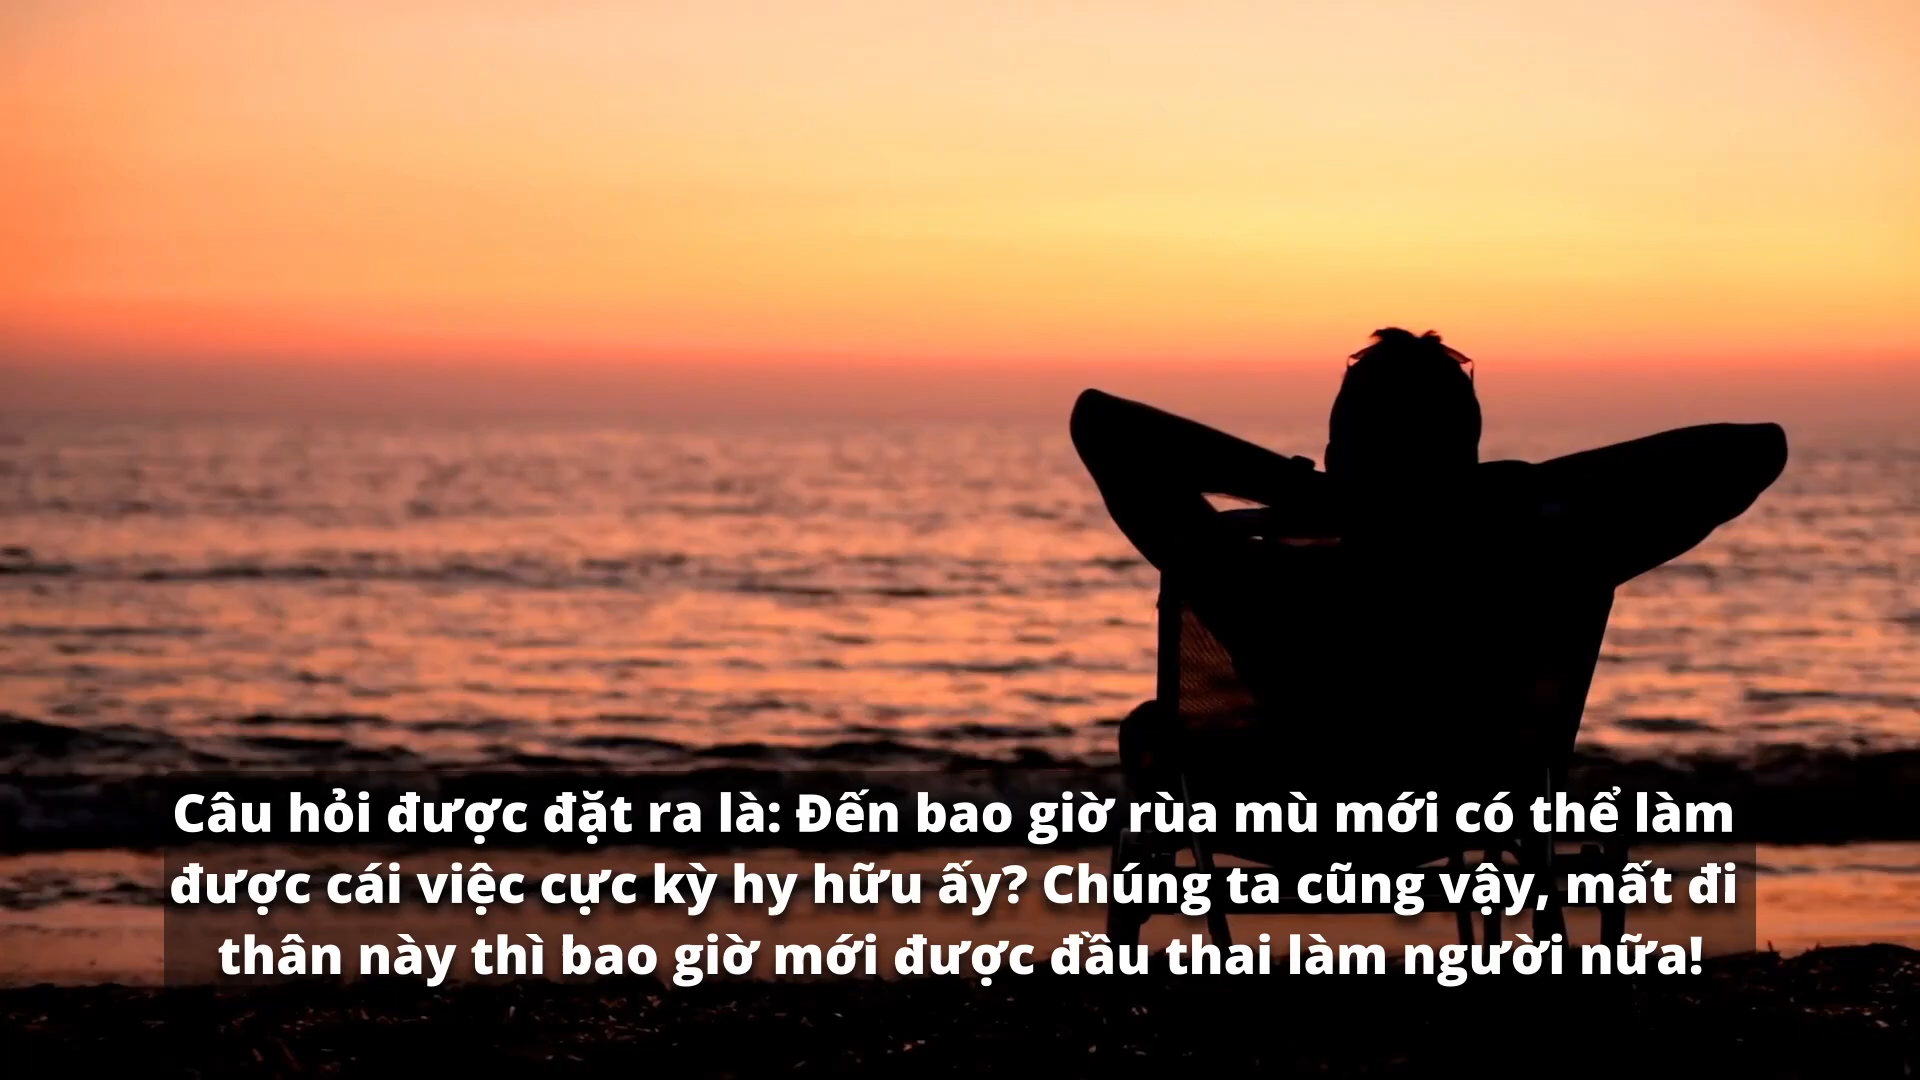 Câu hỏi được đặt ra là: Đến bao giờ rùa mù mới có thể làm
được cái việc cực kỳ hy hữu ấy? Chúng ta cũng vậy, mất đi
thân này thì bao giờ mới được đầu thai làm người nữa!